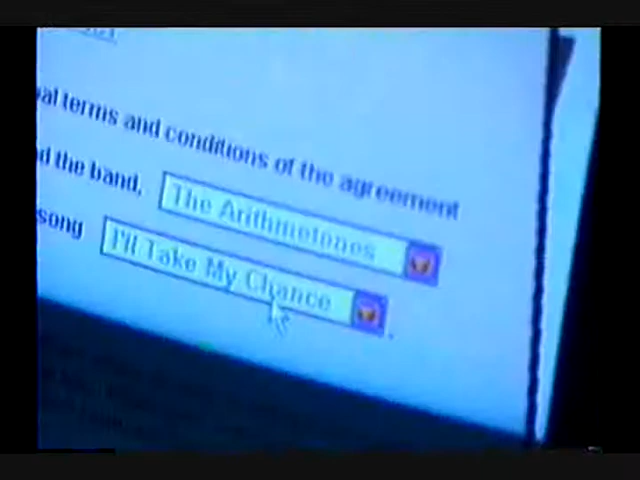 al terms and conditions of the agreement
d the band, The Arithmetones
song I'll Take My Chance .